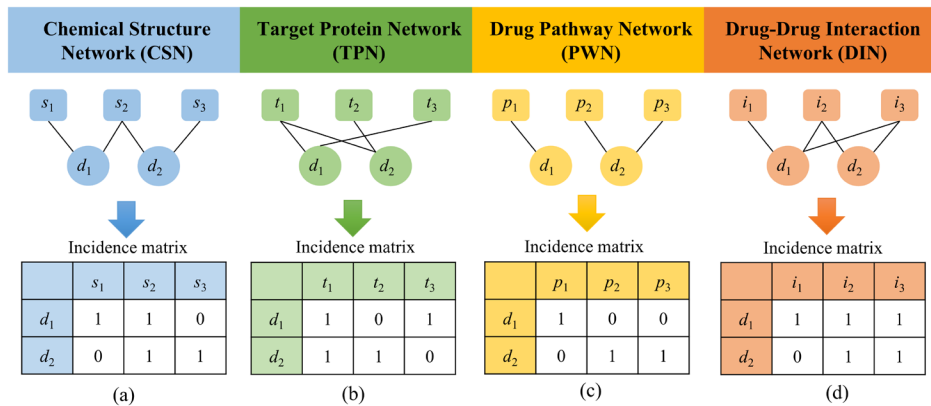 Chemical Structure
Network (CSN)
Target Protein Network
(TPN)
Drug Pathway Network
(PWN)
Drug-Drug Interaction
Network (DIN)
s1 s2 s3
t1 t2 t3
p1 p2 p3
i1 i2 i3
d1 d2
d1 d2
d1 d2
d1 d2
Incidence matrix
Incidence matrix
Incidence matrix
Incidence matrix
s1 s2 s3
d1 1 1 0
d2 0 1 1
(a)
t1 t2 t3
d1 1 0 1
d2 1 1 0
(b)
p1 p2 p3
d1 1 0 0
d2 0 1 1
(c)
i1 i2 i3
d1 1 1 1
d2 0 1 1
(d)